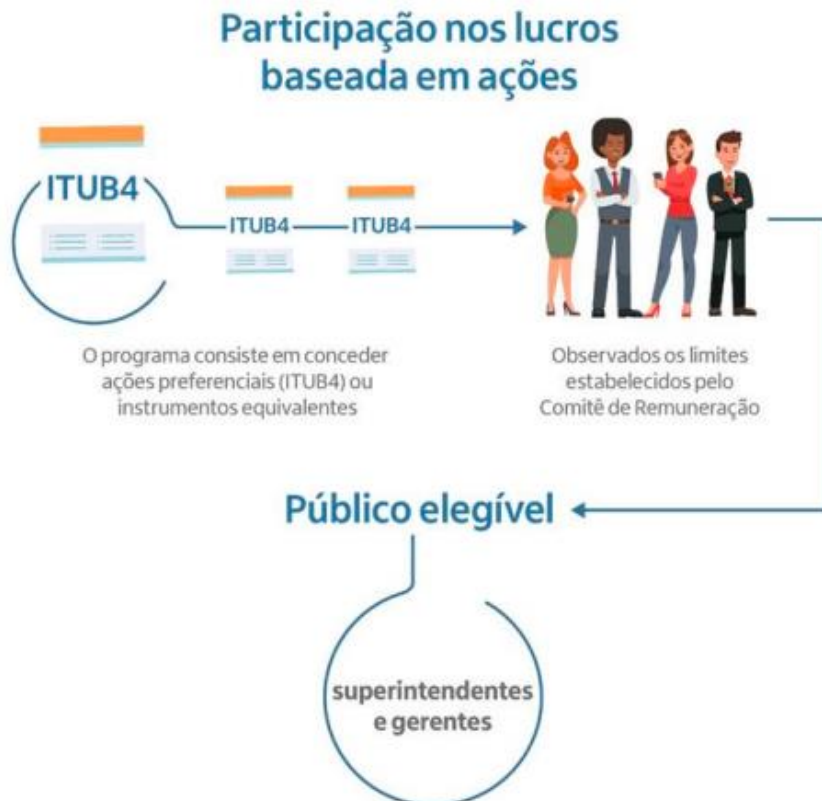 Participação nos lucros
baseada em ações
ITUB4
ITUB4
ITUB4
O programa consiste em conceder
ações preferenciais (ITUB4) ou
instrumentos equivalentes
Observados os limites
estabelecidos pelo
Comitê de Remuneração
Público elegível
superintendentes
e gerentes